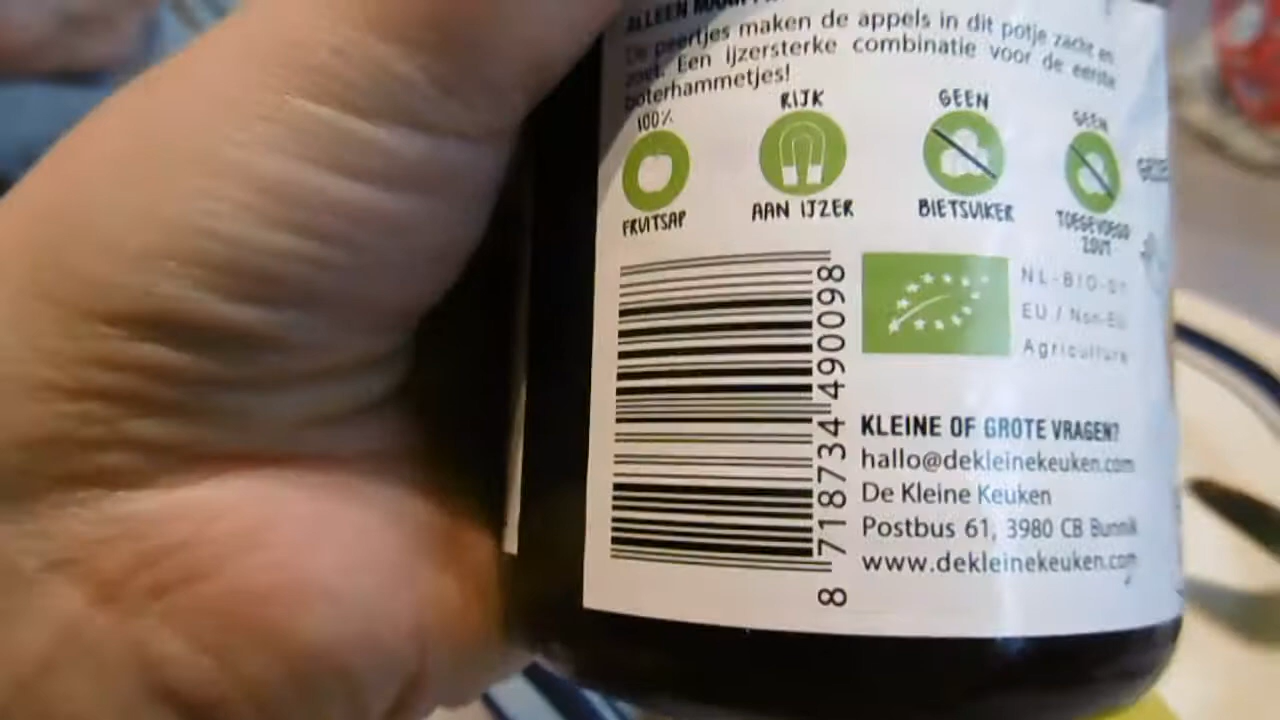 ALLEEN
De peertjes maken de appels in dit potje zacht en
zoet. Een ijzersterke combinatie voor de eerste
boterhammetjes!
100%
FRUITSAP
RIJK
AAN IJZER
GEEN
BIETSUIKER
GEEN
TOEGEVOEGD
ZOUT
8 718734 490098
NL-BIO-01
EU / Non-EU
Agriculture
KLEINE OF GROTE VRAGEN?
hallo@dekleinekeuken.com
De Kleine Keuken
Postbus 61, 3980 CB Bunnik
www.dekleinekeuken.com